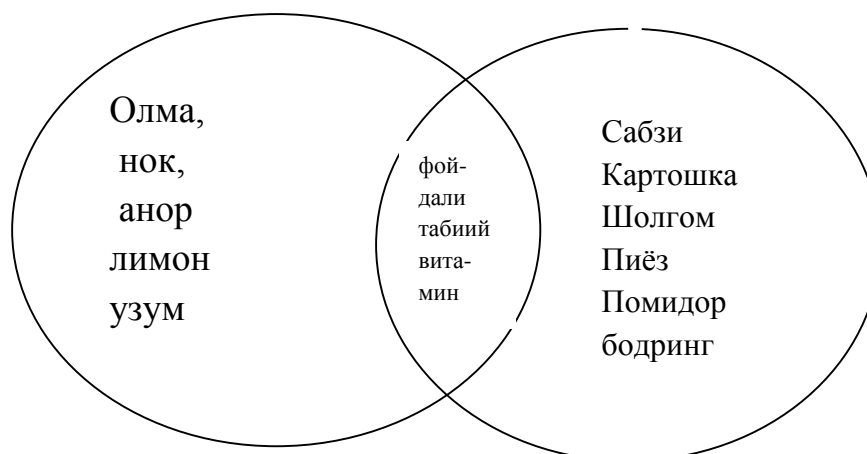 Олма,
нок,
анор
лимон
узум
фой-
дали
табиий
вита-
мин
Сабзи
Картошка
Шолгом
Пиёз
Помидор
бодринг